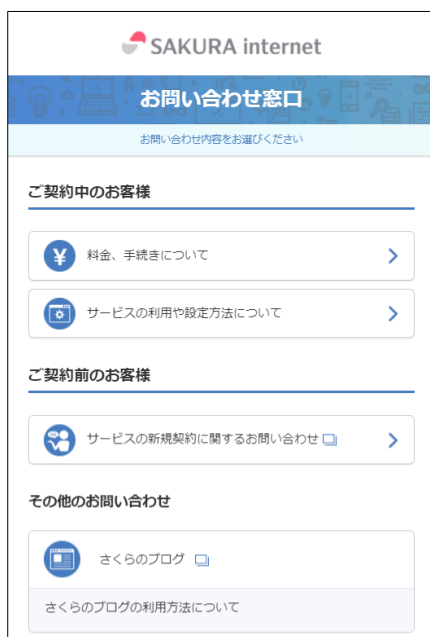 SAKURA internet
お問い合わせ窓口
お問い合わせ内容をお選びください
ご契約中のお客様
料金、手続きについて
サービスの利用や設定方法について
ご契約前のお客様
サービスの新規契約に関するお問い合わせ
その他のお問い合わせ
さくらのブログ
さくらのブログの利用方法について